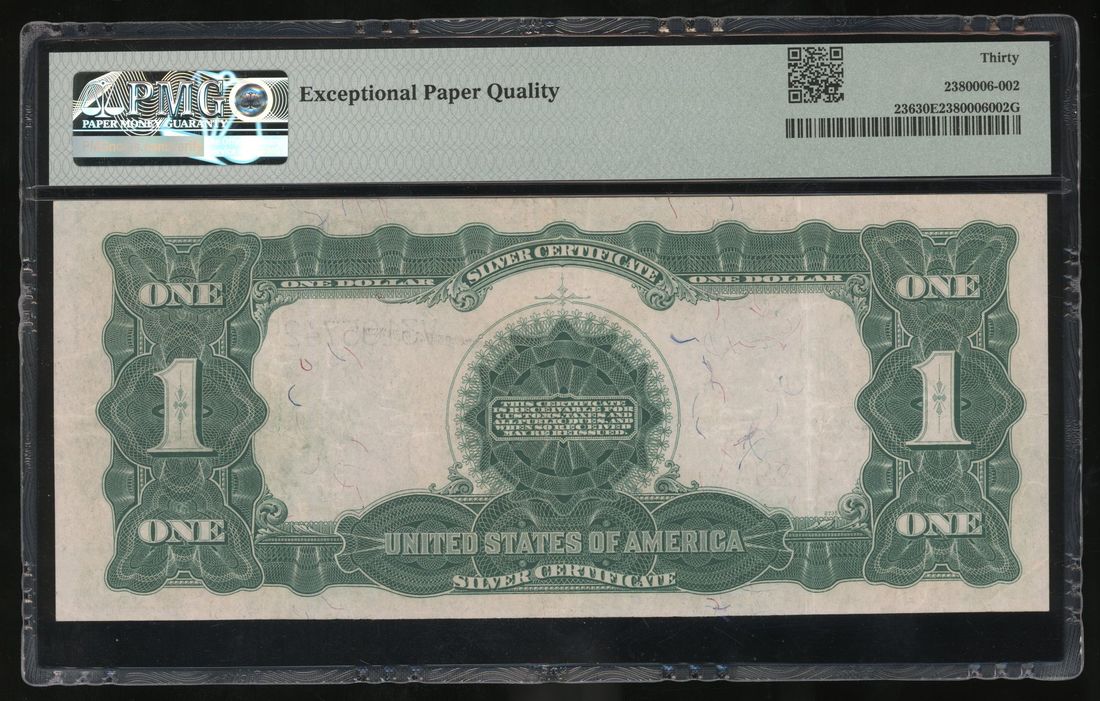 PMG
PAPER MONEY GUARANTY
Exceptional Paper Quality
Thirty
2380006-002
23630E2380006002G
SILVER CERTIFICATE
ONE DOLLAR
ONE DOLLAR
ONE
ONE
1
1
THIS CERTIFICATE
IS RECEIVABLE FOR
CUSTOMS, TAXES AND
ALL PUBLIC DUES, AND
WHEN SO RECEIVED
MAY BE REISSUED.
ONE
ONE
UNITED STATES OF AMERICA
SILVER CERTIFICATE